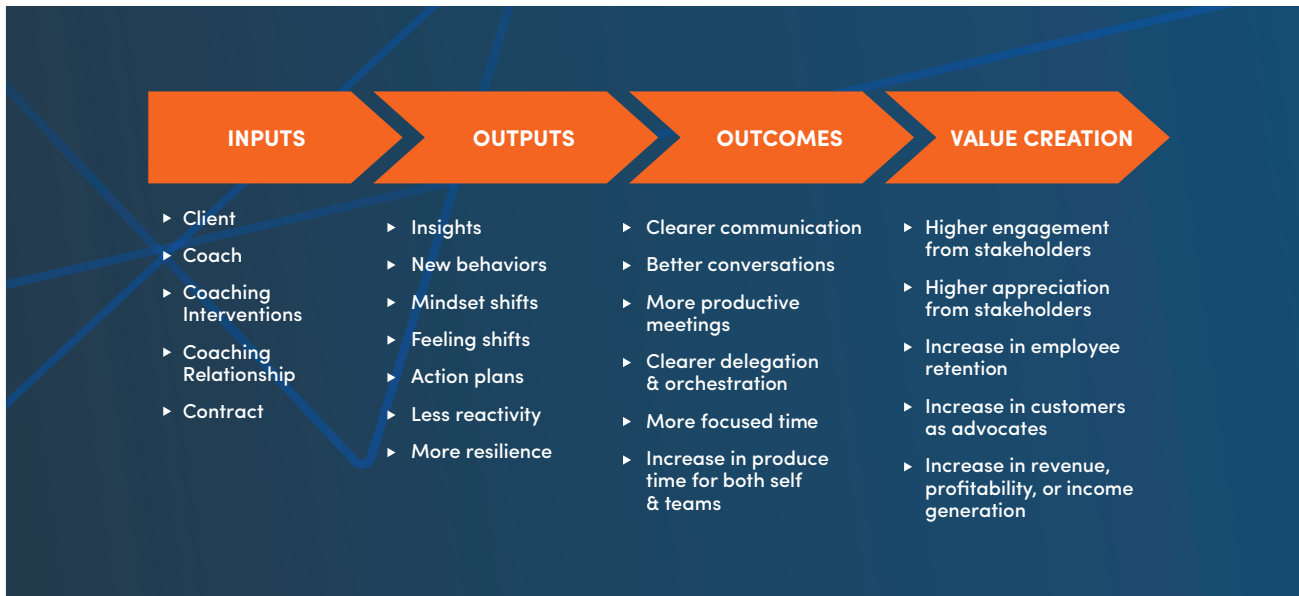 INPUTS
Client
Coach
Coaching
Interventions
Coaching
Relationship
Contract
OUTPUTS
Insights
New behaviors
Mindset shifts
Feeling shifts
Action plans
Less reactivity
More resilience
OUTCOMES
Clearer communication
Better conversations
More productive
meetings
Clearer delegation
& orchestration
More focused time
Increase in produce
time for both self
& teams
VALUE CREATION
Higher engagement
from stakeholders
Higher appreciation
from stakeholders
Increase in employee
retention
Increase in customers
as advocates
Increase in revenue,
profitability, or income
generation